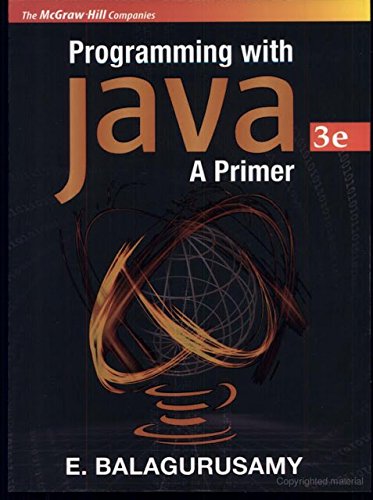 The McGraw·Hill Companies
Programming with
Java
3e
A Primer
E. BALAGURUSAMY
Copyrighted material